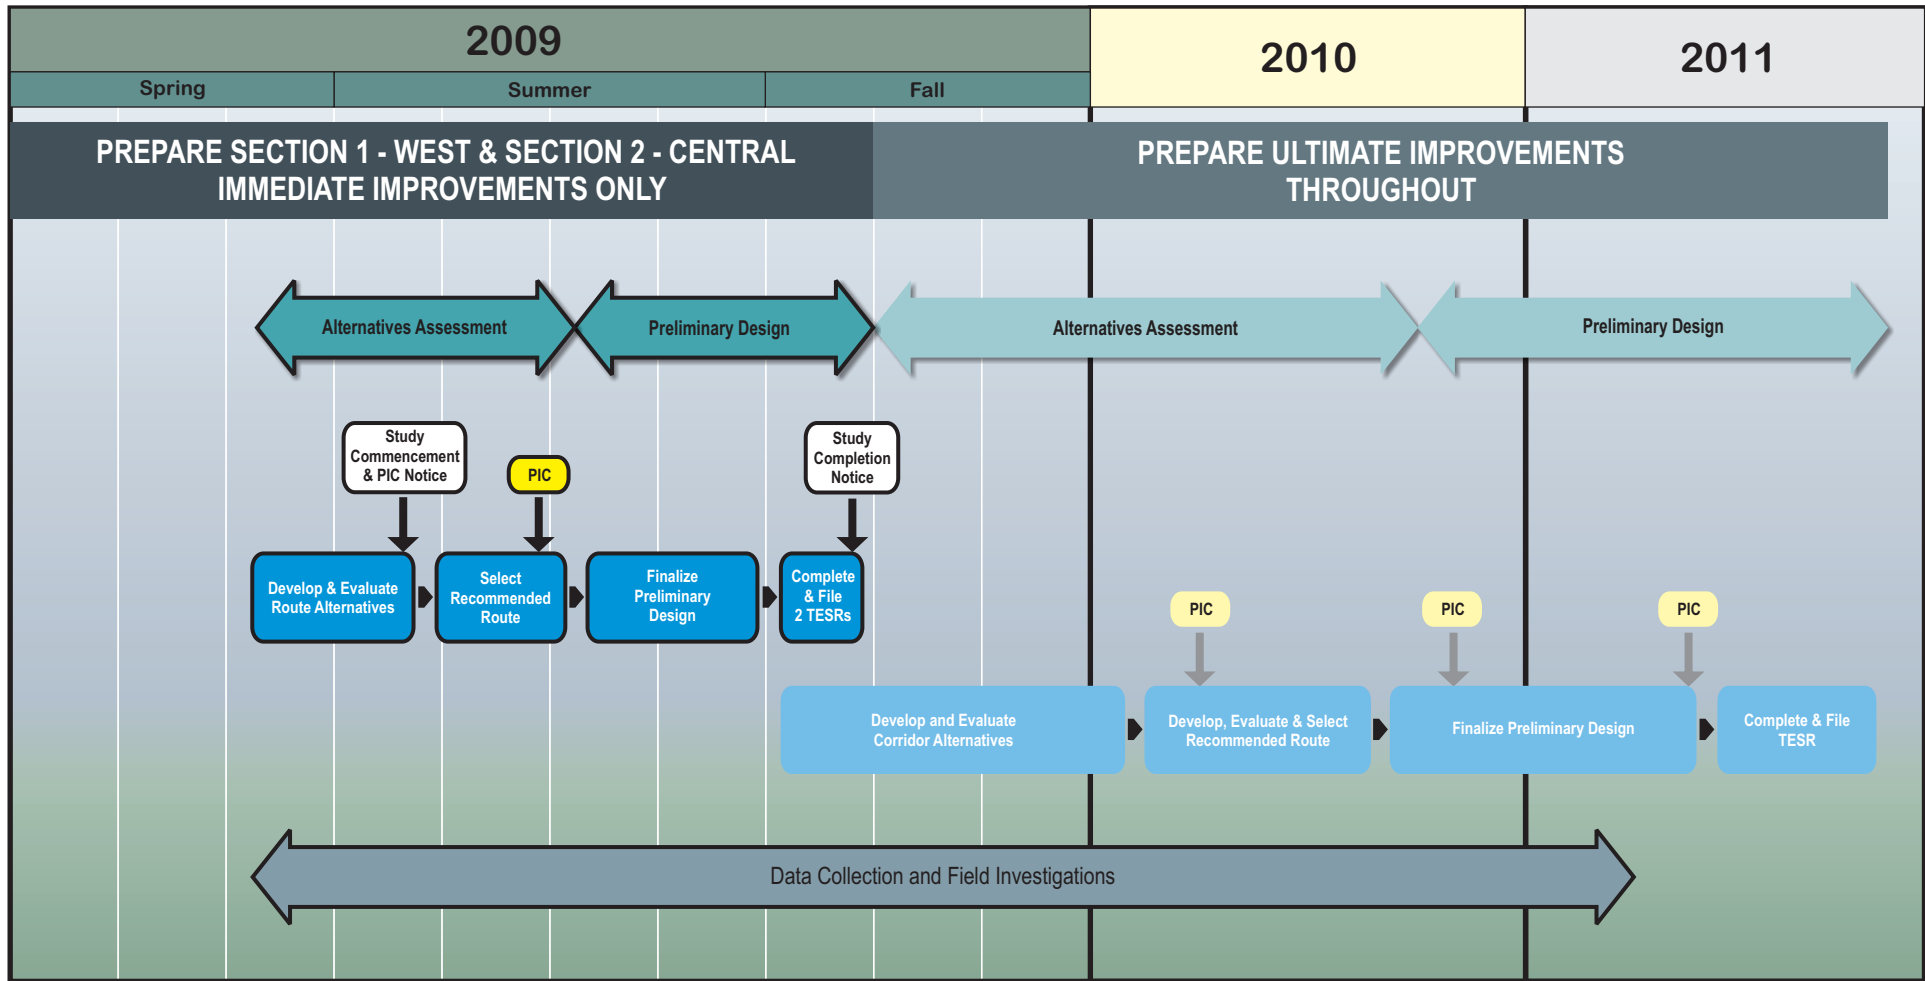 2009
2010
2011
Spring
Summer
Fall
PREPARE SECTION 1 - WEST & SECTION 2 - CENTRAL
IMMEDIATE IMPROVEMENTS ONLY
PREPARE ULTIMATE IMPROVEMENTS
THROUGHOUT
Alternatives Assessment
Preliminary Design
Alternatives Assessment
Preliminary Design
Study
Commencement
& PIC Notice
PIC
Study
Completion
Notice
Develop & Evaluate
Route Alternatives
Select
Recommended
Route
Finalize
Preliminary
Design
Complete
& File
2 TESRs
PIC
PIC
PIC
Develop and Evaluate
Corridor Alternatives
Develop, Evaluate & Select
Recommended Route
Finalize Preliminary Design
Complete & File
TESR
Data Collection and Field Investigations